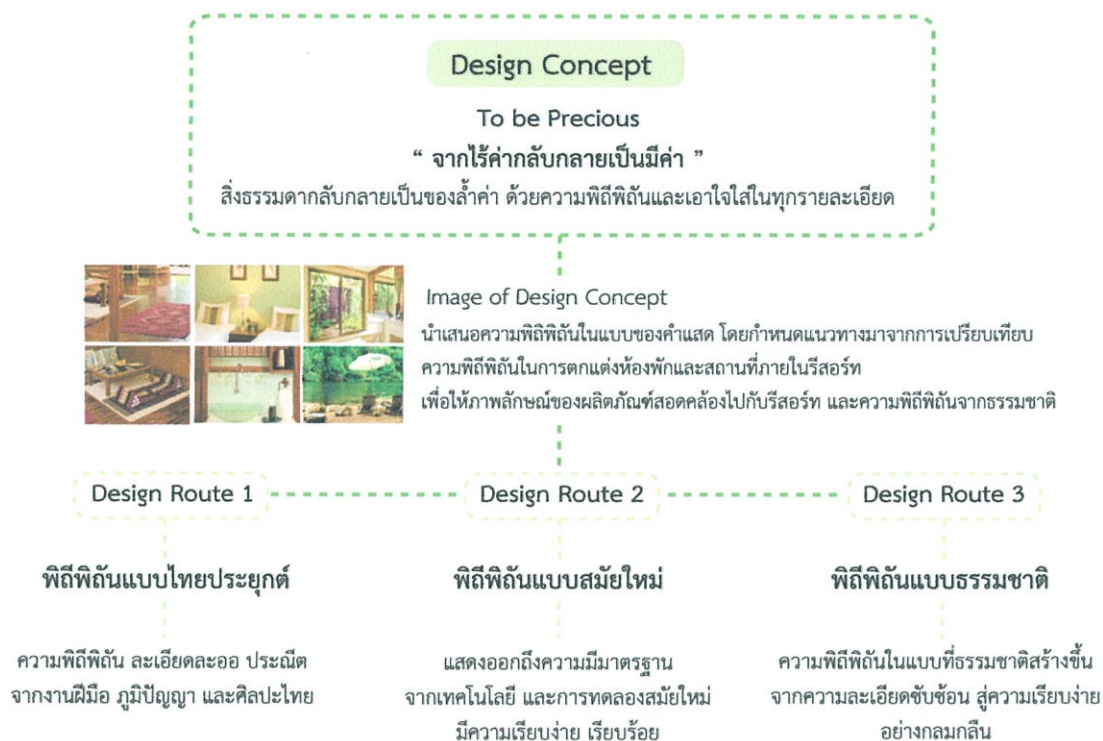 Design Concept
To be Precious
“ จากไร้ค่ากลับกลายเป็นมีค่า ”
สิ่งธรรมดากลับกลายเป็นของล้ำค่า ด้วยความพิถีพิถันและเอาใจใส่ในทุกรายละเอียด
Image of Design Concept
นำเสนอความพิถีพิถันในแบบของคำแสด โดยกำหนดแนวทางมาจากการเปรียบเทียบ
ความพิถีพิถันในการตกแต่งห้องพักและสถานที่ภายในรีสอร์ท
เพื่อให้ภาพลักษณ์ของผลิตภัณฑ์สอดคล้องไปกับรีสอร์ท และความพิถีพิถันจากธรรมชาติ
Design Route 1
Design Route 2
Design Route 3
พิถีพิถันแบบไทยประยุกต์
พิถีพิถันแบบสมัยใหม่
พิถีพิถันแบบธรรมชาติ
ความพิถีพิถัน ละเอียดละออ ประณีต
จากงานฝีมือ ภูมิปัญญา และศิลปะไทย
แสดงออกถึงความมีมาตรฐาน
จากเทคโนโลยี และการทดลองสมัยใหม่
มีความเรียบง่าย เรียบร้อย
ความพิถีพิถันในแบบที่ธรรมชาติสร้างขึ้น
จากความละเอียดซับซ้อน สู่ความเรียบง่าย
อย่างกลมกลืน